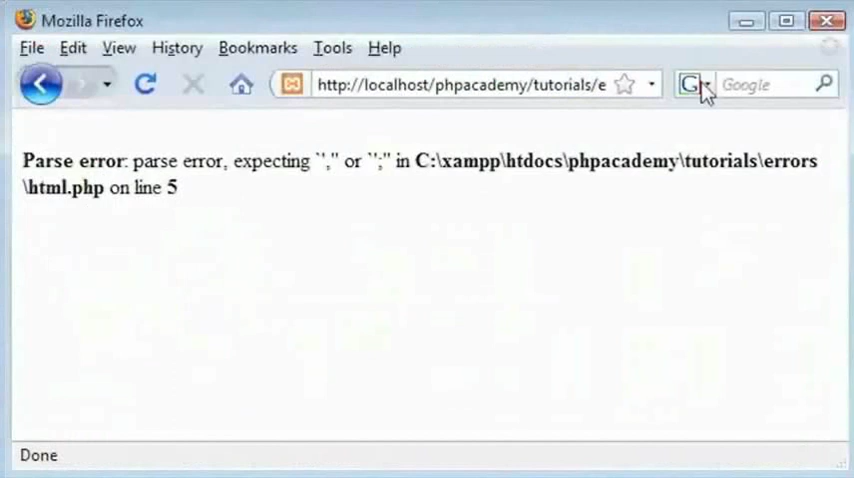 Mozilla Firefox
File Edit View History Bookmarks Tools Help
http://localhost/phpacademy/tutorials/e G Google
Parse error: parse error, expecting `','' or `';'' in C:\xampp\htdocs\phpacademy\tutorials\errors
\html.php on line 5
Done